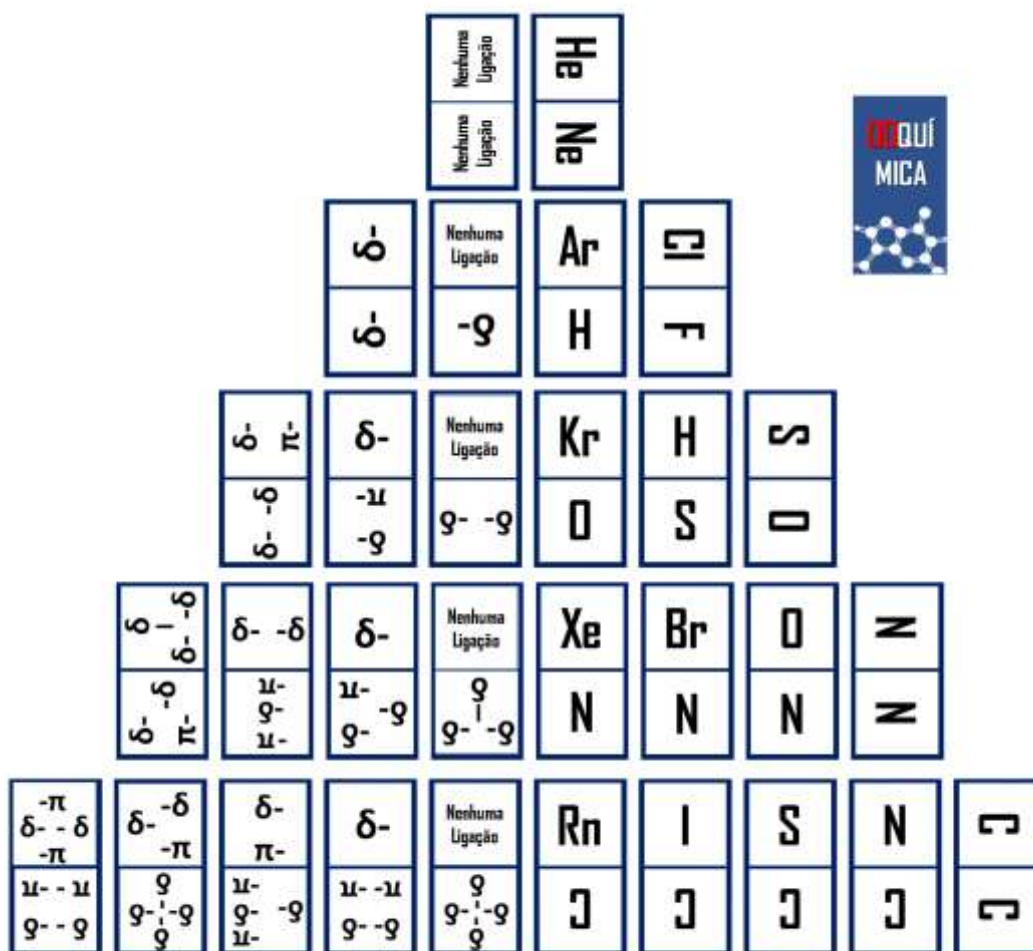 Nenhuma
Ligação
He
Nenhuma
Ligação
Ne
QUÍ
MICA
δ-
Nenhuma
Ligação
Ar
Cl
δ-
-δ
H
F
δ- π-
δ-
Nenhuma
Ligação
Kr
H
S
δ- -δ
-π
δ-
δ- -δ
O
S
O
δ- -δ
δ-
δ- -δ
δ-
Nenhuma
Ligação
Xe
Br
O
N
δ- -δ
π-
π-
δ-
π-
π-
δ- -δ
δ
δ- -δ
N
N
N
N
-π
δ- -δ
-π
δ- -δ
-π
δ-
π-
δ-
Nenhuma
Ligação
Rn
I
S
N
C
π- -π
δ- -δ
δ
δ- -δ
δ
π-
δ- -δ
π-
π- -π
δ- -δ
δ
δ- -δ
δ
C
C
C
C
C